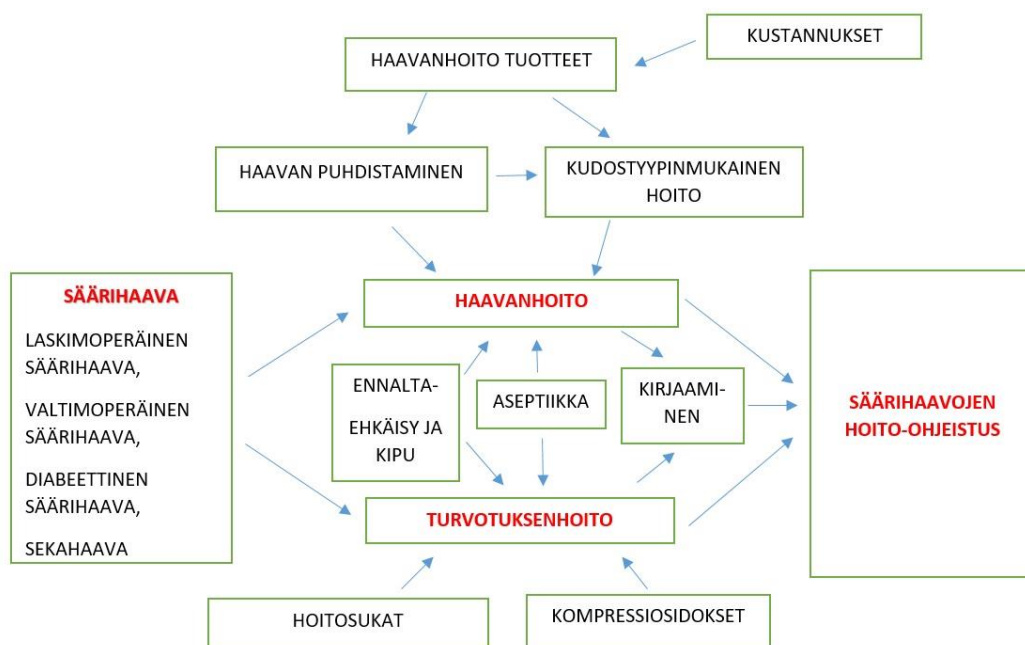 KUSTANNUKSET
HAAVANHOITO TUOTTEET
HAAVAN PUHDISTAMINEN
KUDOSTYYPINMUKAINEN
HOITO
SÄÄRIHAAVA
LASKIMOPERÄINEN
SÄÄRIHAAVA,
VALTIMOPERÄINEN
SÄÄRIHAAVA,
DIABEETTINEN
SÄÄRIHAAVA,
SEKAHAAVA
HAAVANHOITO
ENNALTA-
EHKÄISY JA
KIPU
ASEPTIIKKA
KIRJAAMI-
NEN
TURVOTUKSENHOITO
HOITOSUKAT
KOMPRESSIOSIDOKSET
SÄÄRIHAAVOJEN
HOITO-OHJEISTUS